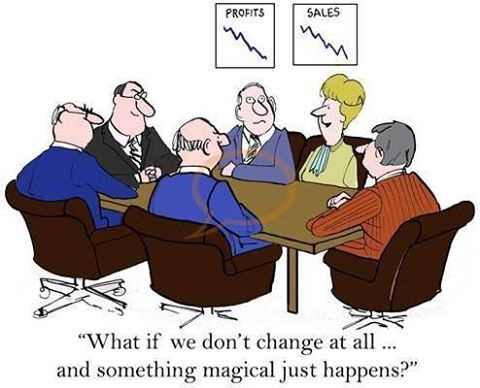 PROFITS
SALES
“What if we don’t change at all ...
and something magical just happens?”